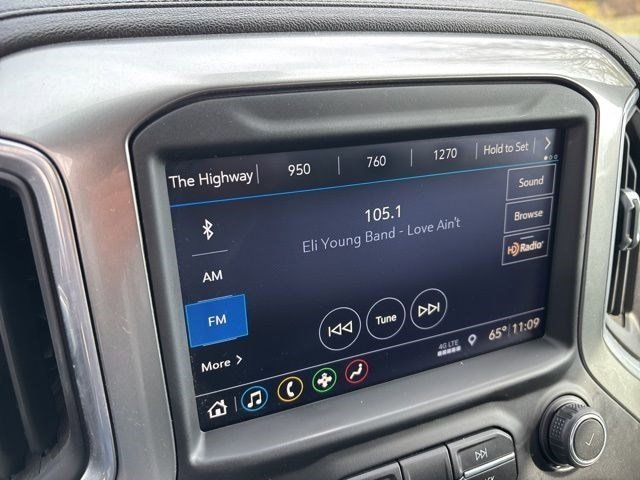 The Highway 950 760 1270 Hold to Set
Sound
105.1
Browse
Eli Young Band - Love Ain't
HD Radio
AM
FM
Tune
More
4G LTE 65° 11:09